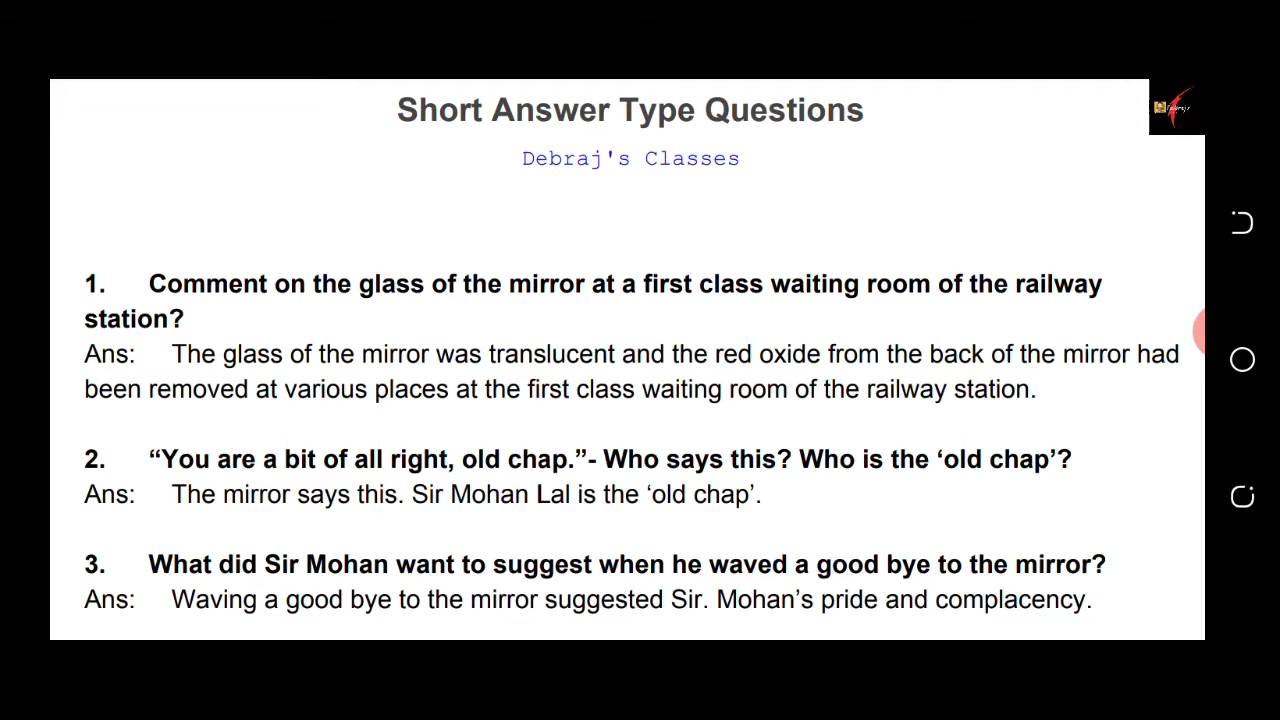 Short Answer Type Questions
Debraj's Classes
1. Comment on the glass of the mirror at a first class waiting room of the railway
station?
Ans: The glass of the mirror was translucent and the red oxide from the back of the mirror had
been removed at various places at the first class waiting room of the railway station.
2. “You are a bit of all right, old chap.”- Who says this? Who is the ‘old chap’?
Ans: The mirror says this. Sir Mohan Lal is the ‘old chap’.
3. What did Sir Mohan want to suggest when he waved a good bye to the mirror?
Ans: Waving a good bye to the mirror suggested Sir. Mohan’s pride and complacency.